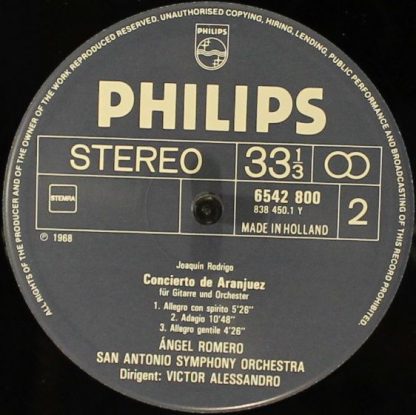 ALL RIGHTS OF THE PRODUCER AND OF THE OWNER OF THE WORK REPRODUCED RESERVED. UNAUTHORISED COPYING, HIRING, LENDING, PUBLIC PERFORMANCE AND BROADCASTING OF THIS RECORD PROHIBITED.
PHILIPS
PHILIPS
STEREO
33 1/3
STEMRA
6542 800
838 450.1 Y
MADE IN HOLLAND
2
℗ 1968
Joaquín Rodrigo
Concierto de Aranjuez
für Gitarre und Orchester
1. Allegro con spirito 5'26"
2. Adagio 10'48"
3. Allegro gentile 4'26"
ÁNGEL ROMERO
SAN ANTONIO SYMPHONY ORCHESTRA
Dirigent: VICTOR ALESSANDRO